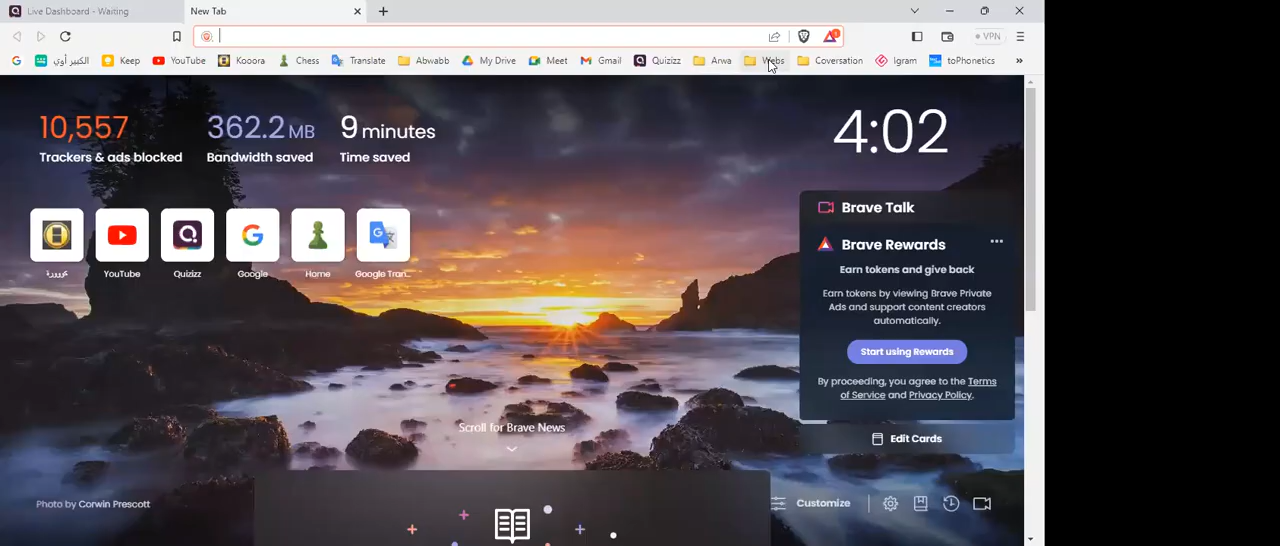 Live Dashboard - Waiting
New Tab
1
VPN
الكبير أوي
Keep
YouTube
Kooora
Chess
Translate
Abwabb
My Drive
Meet
Gmail
Quizizz
Arwa
Webs
Coversation
Igram
toPhonetics
10,557
Trackers & ads blocked
362.2 MB
Bandwidth saved
9 minutes
Time saved
4:02
كووورة
YouTube
Quizizz
Google
Home
Google Tran...
Brave Talk
Brave Rewards
Earn tokens and give back
Earn tokens by viewing Brave Private
Ads and support content creators
automatically.
Start using Rewards
By proceeding, you agree to the Terms
of Service and Privacy Policy.
Edit Cards
Scroll for Brave News
Photo by Corwin Prescott
Customize